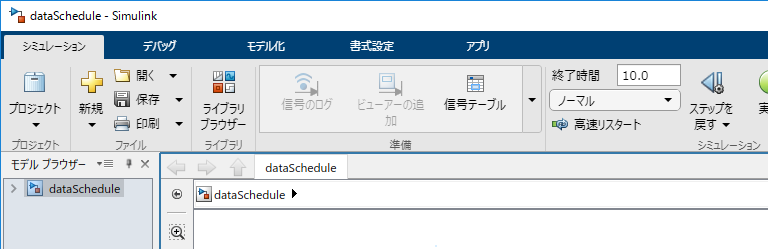 dataSchedule - Simulink
シミュレーション デバッグ モデル化 書式設定 アプリ
プロジェクト
新規
開く
保存
印刷
ライブラリ
ブラウザー
信号のログ
ビューアーの追
加
信号テーブル
終了時間 10.0
ノーマル
高速リスタート
ステップを
戻す
プロジェクト ファイル ライブラリ 準備 シミュレーション
モデル ブラウザー
dataSchedule
dataSchedule
dataSchedule